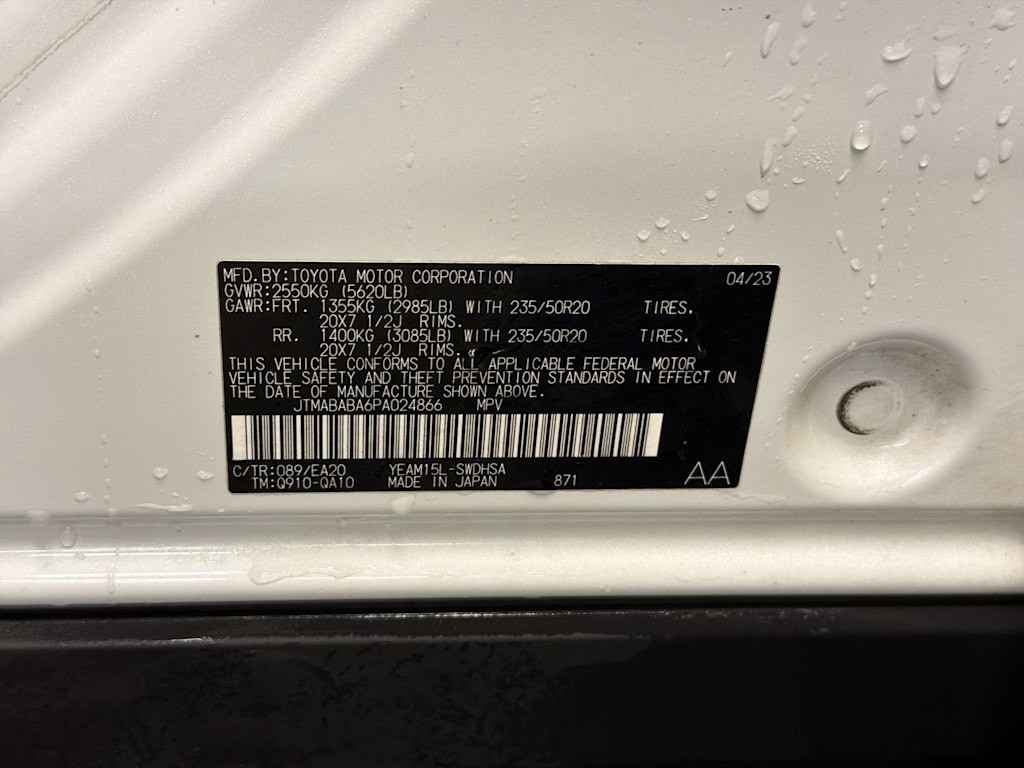 MFD.BY:TOYOTA MOTOR CORPORATION 04/23
GVWR:2550KG (5620LB)
GAWR:FRT. 1355KG (2985LB) WITH 235/50R20 TIRES.
20X7 1/2J RIMS.
RR. 1400KG (3085LB) WITH 235/50R20 TIRES.
20X7 1/2J RIMS.
THIS VEHICLE CONFORMS TO ALL APPLICABLE FEDERAL MOTOR
VEHICLE SAFETY AND THEFT PREVENTION STANDARDS IN EFFECT ON
THE DATE OF MANUFACTURE SHOWN ABOVE.
JTMABABA6PA024866 MPV
C/TR:089/EA20 YEAM15L-SWDHSA
TM:Q910-QA10 MADE IN JAPAN 871 AA